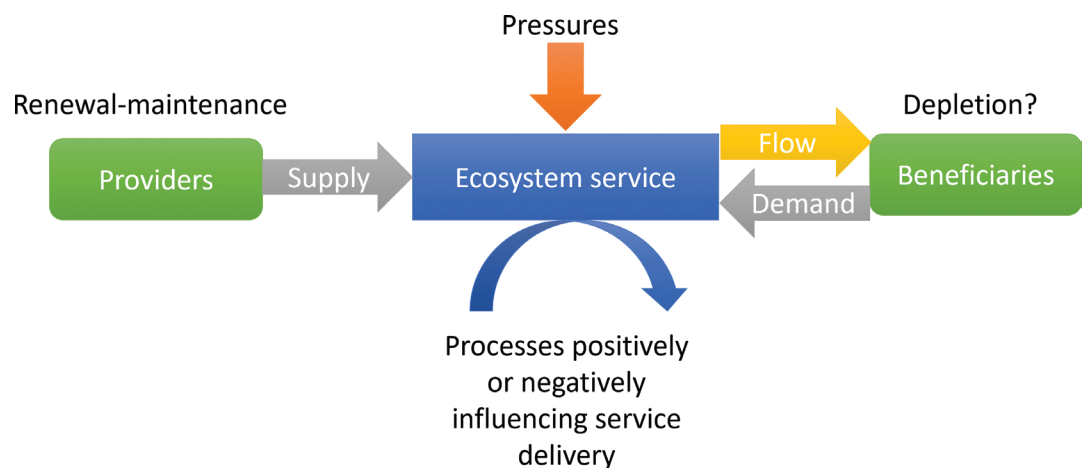 Pressures
Renewal-maintenance
Depletion?
Providers
Supply
Ecosystem service
Flow
Demand
Beneficiaries
Processes positively
or negatively
influencing service
delivery